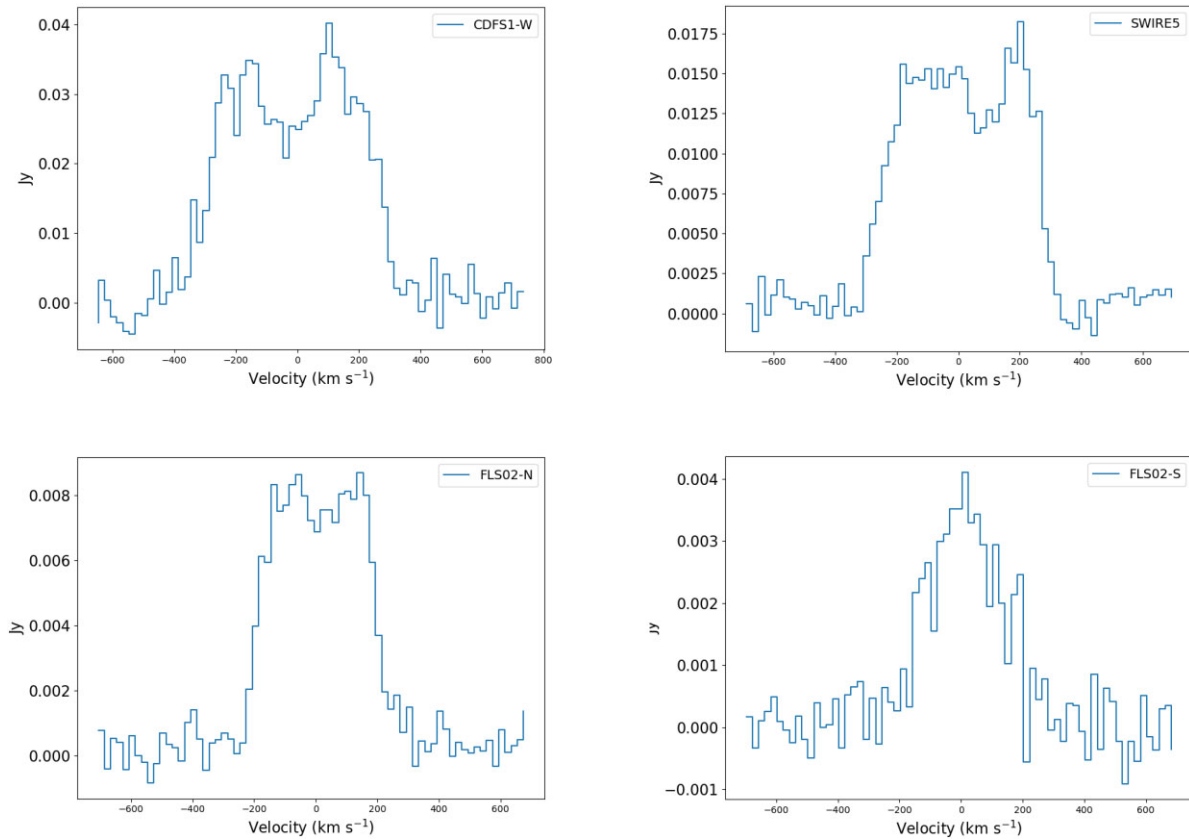 CDFS1-W
0.04
0.03
0.02
0.01
0.00
Jy
−600 −400 −200 0 200 400 600 800
Velocity (km s⁻¹)
SWIRE5
0.0175
0.0150
0.0125
0.0100
0.0075
0.0050
0.0025
0.0000
Jy
−600 −400 −200 0 200 400 600
Velocity (km s⁻¹)
FLS02-N
0.008
0.006
0.004
0.002
0.000
Jy
−600 −400 −200 0 200 400 600
Velocity (km s⁻¹)
FLS02-S
0.004
0.003
0.002
0.001
0.000
−0.001
Jy
−600 −400 −200 0 200 400 600
Velocity (km s⁻¹)